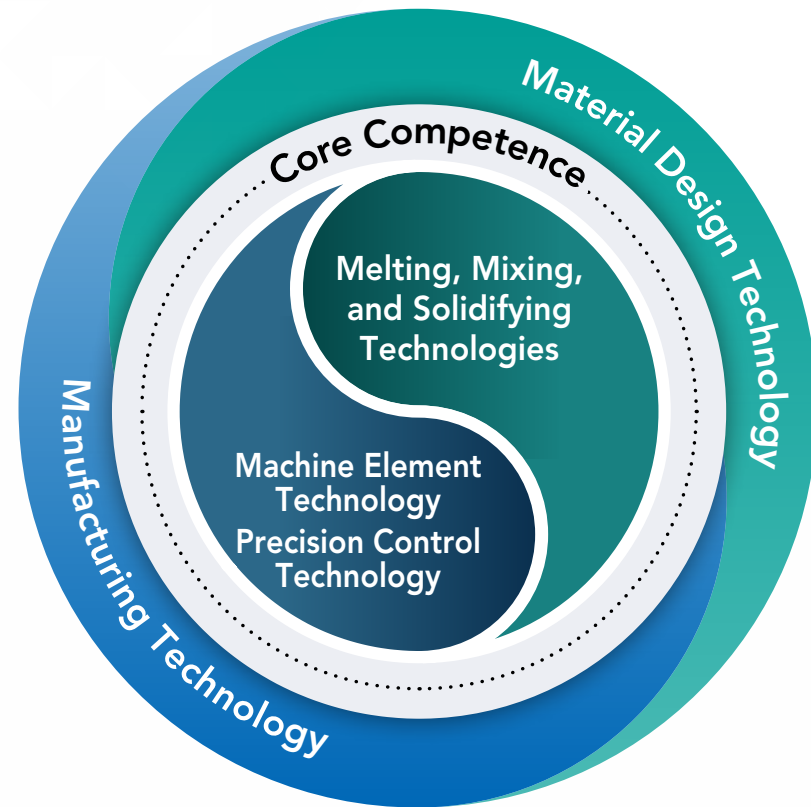 Material Design Technology
Core Competence
Melting, Mixing,
and Solidifying
Technologies
Machine Element
Technology
Precision Control
Technology
Manufacturing Technology